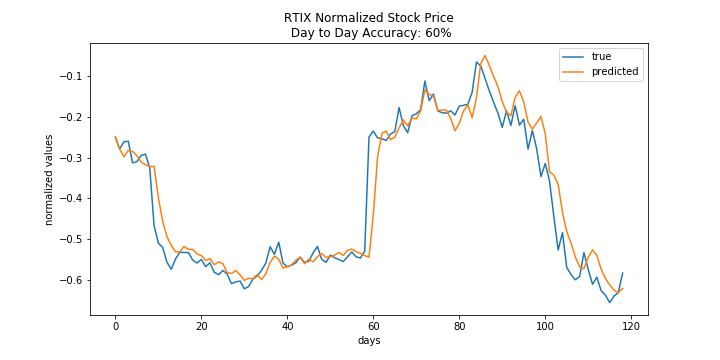 RTIX Normalized Stock Price
Day to Day Accuracy: 60%
true
predicted
normalized values
−0.1
−0.2
−0.3
−0.4
−0.5
−0.6
0
20
40
60
80
100
120
days